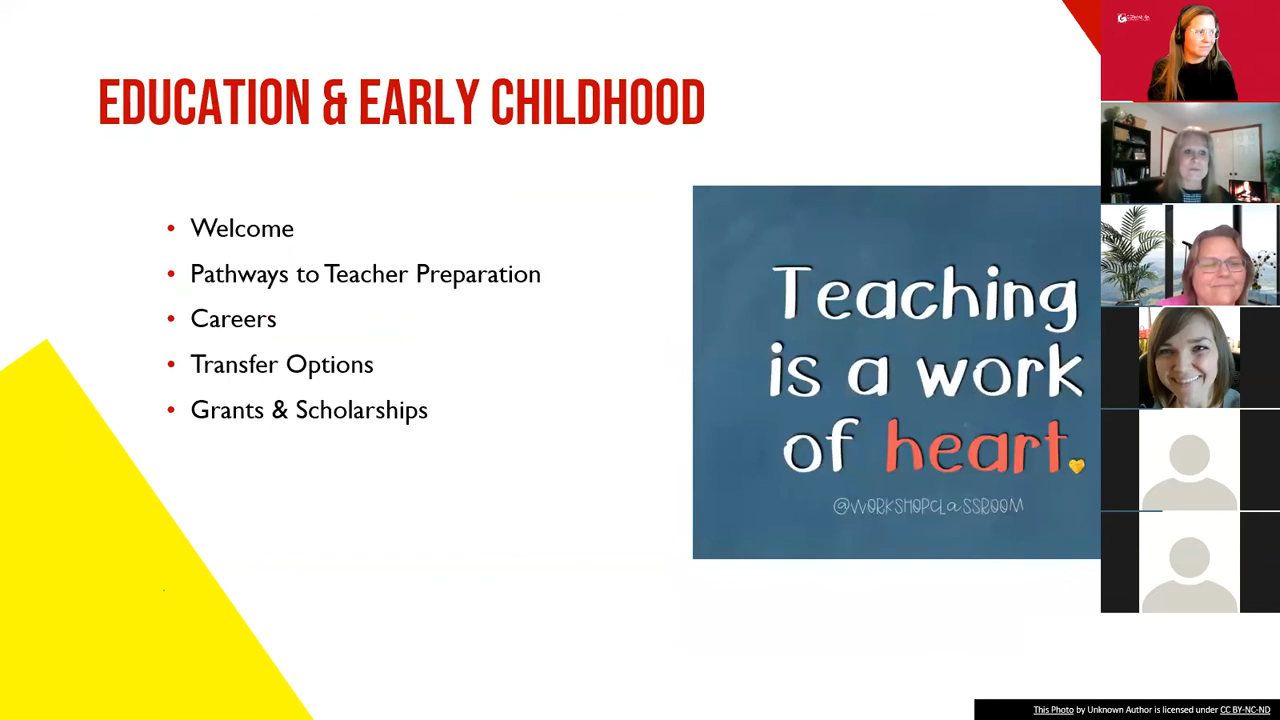 EDUCATION & EARLY CHILDHOOD
• Welcome
• Pathways to Teacher Preparation
• Careers
• Transfer Options
• Grants & Scholarships
Teaching
is a work
of heart.
@WORKSHOPCLaSSROOM
This Photo by Unknown Author is licensed under CC BY-NC-ND